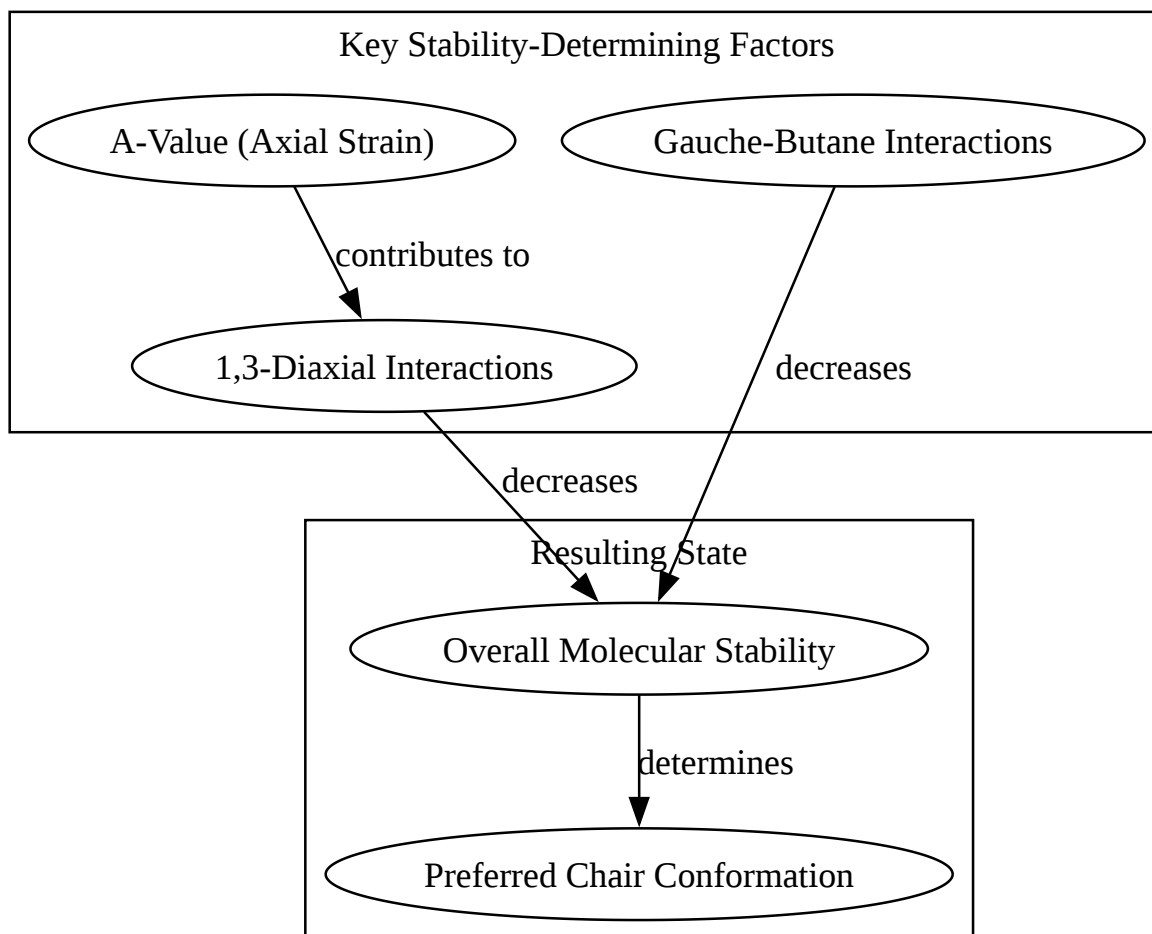 Key Stability-Determining Factors
A-Value (Axial Strain)
Gauche-Butane Interactions
contributes to
1,3-Diaxial Interactions
decreases
decreases
Resulting State
Overall Molecular Stability
determines
Preferred Chair Conformation